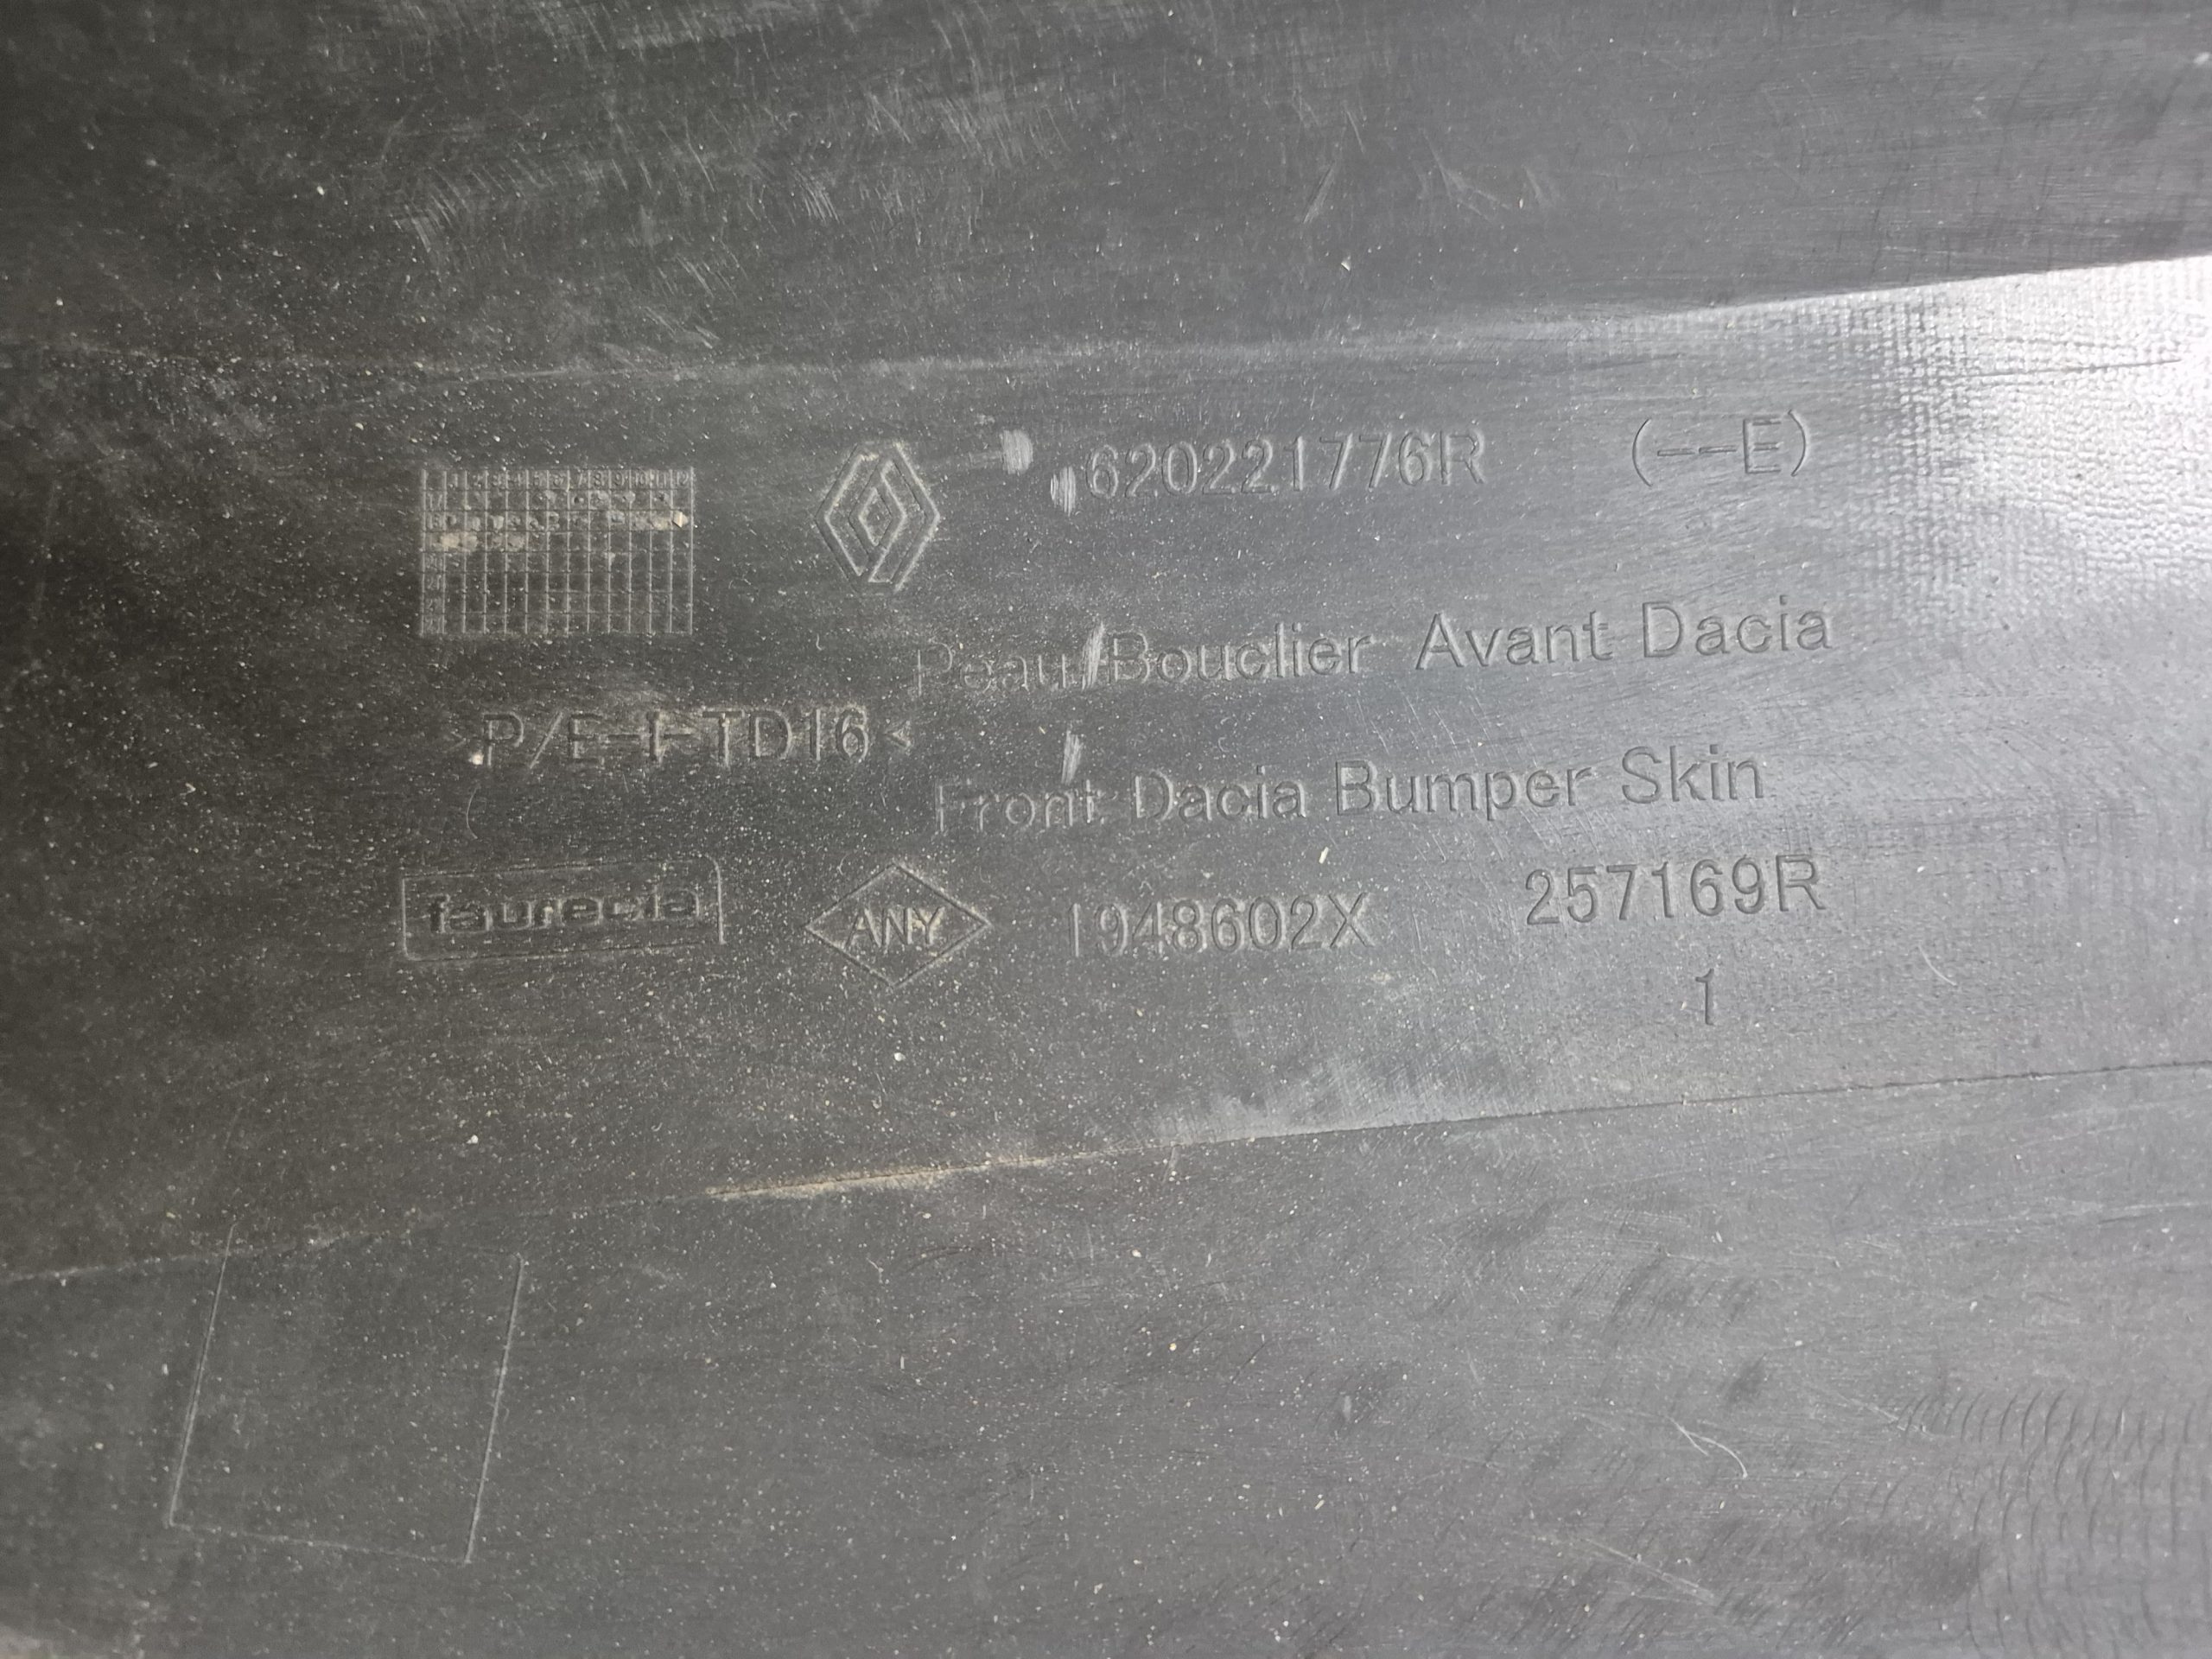 620221776R (--E)
Peau Bouclier Avant Dacia
>P/E-I-TD16<
Front Dacia Bumper Skin
faurecia
ANY 1948602X 257169R
1